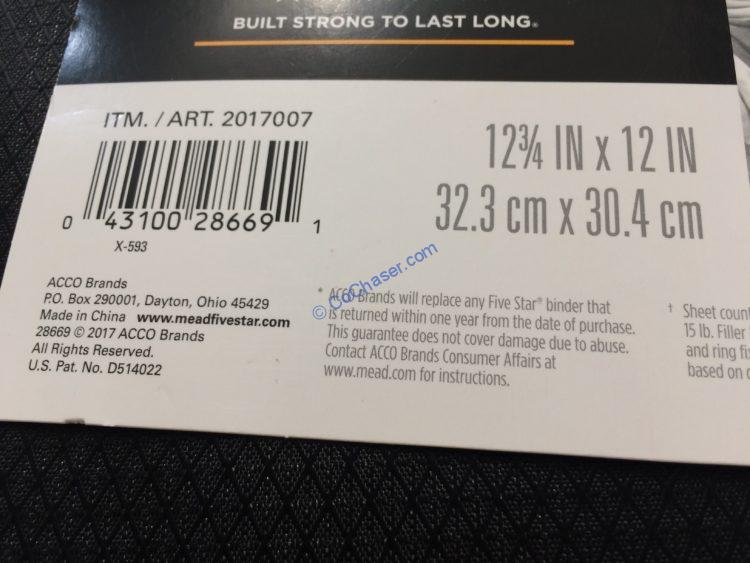 BUILT STRONG TO LAST LONG®
ITM. / ART. 2017007
0 43100 28669 1
X-593
12¾ IN x 12 IN
32.3 cm x 30.4 cm
ACCO Brands
P.O. Box 290001, Dayton, Ohio 45429
Made in China www.meadfivestar.com
28669 © 2017 ACCO Brands
All Rights Reserved.
U.S. Pat. No. D514022
* ACCO Brands will replace any Five Star® binder that
is returned within one year from the date of purchase.
This guarantee does not cover damage due to abuse.
Contact ACCO Brands Consumer Affairs at
www.mead.com for instructions.
† Sheet coun
15 lb. Filler
and ring fi
based on
© CoChaser.com